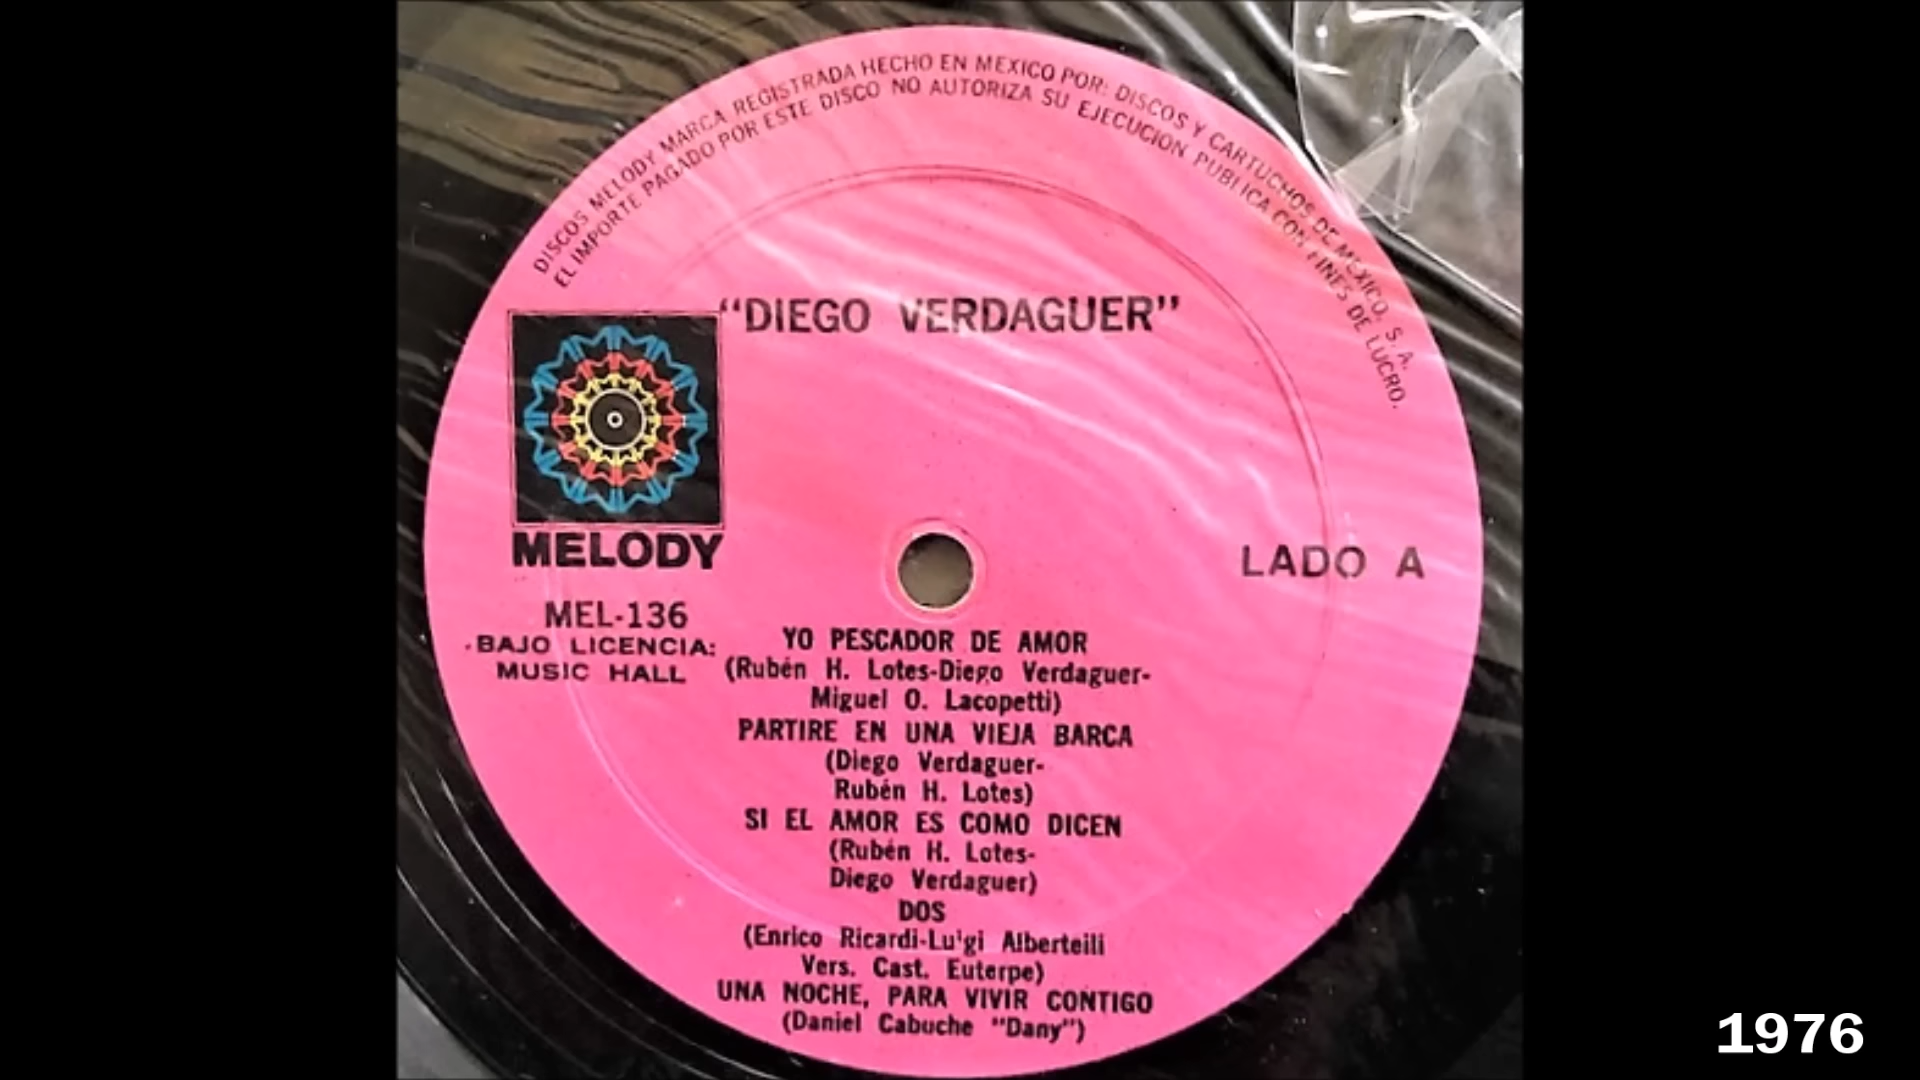 DISCOS MELODY MARCA REGISTRADA HECHO EN MEXICO POR: DISCOS Y CARTUCHOS DE MEXICO, S. A.
EL IMPORTE PAGADO POR ESTE DISCO NO AUTORIZA SU EJECUCION PUBLICA CON FINES DE LUCRO.
"DIEGO VERDAGUER"
MELODY
LADO A
MEL-136
BAJO LICENCIA:
MUSIC HALL
YO PESCADOR DE AMOR
(Rubén H. Lotes-Diego Verdaguer-
Miguel O. Lacopetti)
PARTIRE EN UNA VIEJA BARCA
(Diego Verdaguer-
Rubén H. Lotes)
SI EL AMOR ES COMO DICEN
(Rubén H. Lotes-
Diego Verdaguer)
DOS
(Enrico Ricardi-Lu'gi Alberteili
Vers. Cast. Euterpe)
UNA NOCHE, PARA VIVIR CONTIGO
(Daniel Cabuche "Dany")
1976